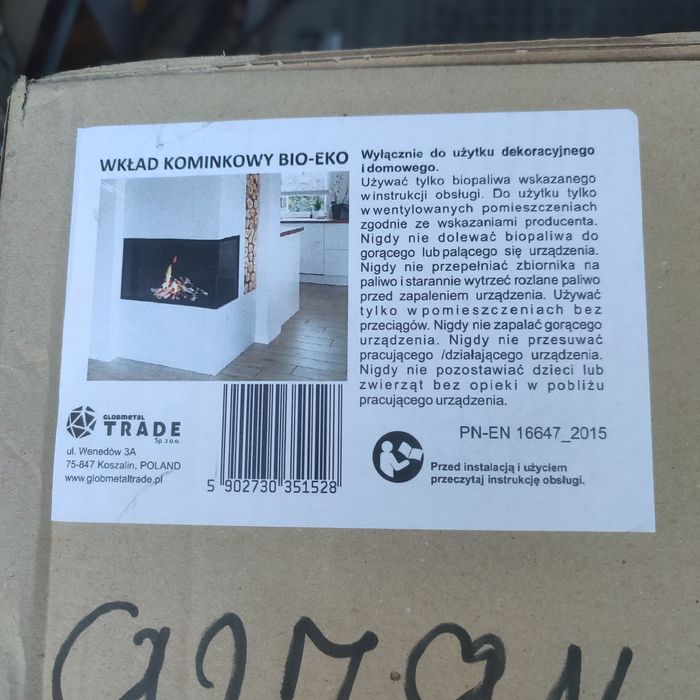 WKŁAD KOMINKOWY BIO-EKO
Wyłącznie do użytku dekoracyjnego
i domowego.
Używać tylko biopaliwa wskazanego
w instrukcji obsługi. Do użytku tylko
w wentylowanych pomieszczeniach
zgodnie ze wskazaniami producenta.
Nigdy nie dolewać biopaliwa do
gorącego lub palącego się urządzenia.
Nigdy nie przepełniać zbiornika na
paliwo i starannie wytrzeć rozlane paliwo
przed zapaleniem urządzenia. Używać
tylko w pomieszczeniach bez
przeciągów. Nigdy nie zapalać gorącego
urządzenia. Nigdy nie przesuwać
pracującego /działającego urządzenia.
Nigdy nie pozostawiać dzieci lub
zwierząt bez opieki w pobliżu
pracującego urządzenia.
PN-EN 16647_2015
Przed instalacją i użyciem
przeczytaj instrukcję obsługi.
GLOBMETAL
TRADE
Sp. z o.o.
ul. Wenedów 3A
75-847 Koszalin, POLAND
www.globmetaltrade.pl
5 902730 351528